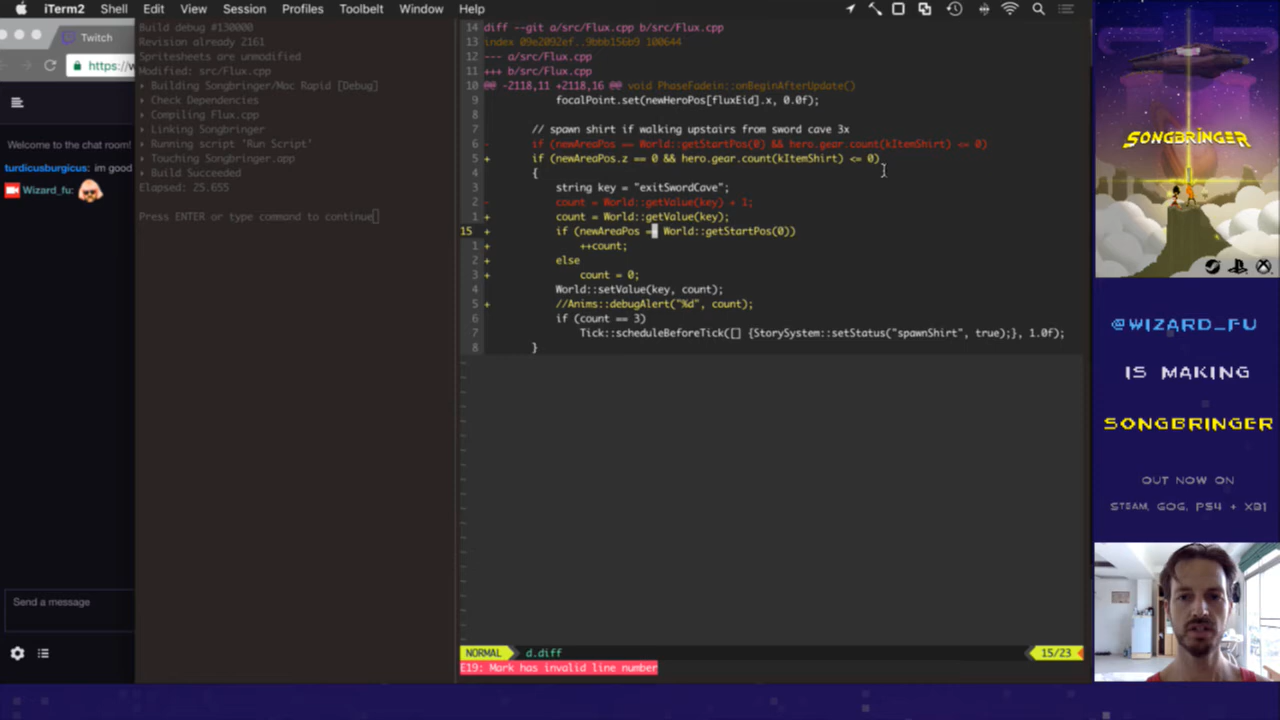 iTerm2 Shell Edit View Session Profiles Toolbelt Window Help
Twitch
https://w
Welcome to the chat room!
turdicusburgicus: im good
Wizard_fu:
Send a message
Build debug #130000
Revision already 2161
Spritesheets are unmodified
Modified: src/Flux.cpp
Building Songbringer/Mac Rapid [Debug]
Check Dependencies
Compiling Flux.cpp
Linking Songbringer
Running script 'Run Script'
Touching Songbringer.app
Build Succeeded
Elapsed: 25.655
Press ENTER or type command to continue
14 diff --git a/src/Flux.cpp b/src/Flux.cpp
13 index 09e2092ef..9bbb156b9 100644
12 --- a/src/Flux.cpp
11 +++ b/src/Flux.cpp
10 @@ -2118,11 +2118,16 @@ void PhaseFadein::onBeginAfterUpdate()
9 focalPoint.set(newHeroPos[fluxEid].x, 0.0f);
8
7 // spawn shirt if walking upstairs from sword cave 3x
6 - if (newAreaPos == World::getStartPos(0) && hero.gear.count(kItemShirt) <= 0)
5 + if (newAreaPos.z == 0 && hero.gear.count(kItemShirt) <= 0)
4 {
3 string key = "exitSwordCave";
2 - count = World::getValue(key) + 1;
1 + count = World::getValue(key);
15 + if (newAreaPos == World::getStartPos(0))
1 + ++count;
2 + else
3 + count = 0;
4 World::setValue(key, count);
5 + //Anims::debugAlert("%d", count);
6 if (count == 3)
7 Tick::scheduleBeforeTick([] {StorySystem::setStatus("spawnShirt", true);}, 1.0f);
8 }
NORMAL d.diff 15/23
E19: Mark has invalid line number
SONGBRINGER
@WIZARD_FU
IS MAKING
SONGBRINGER
OUT NOW ON
STEAM, GOG, PS4 + XB1